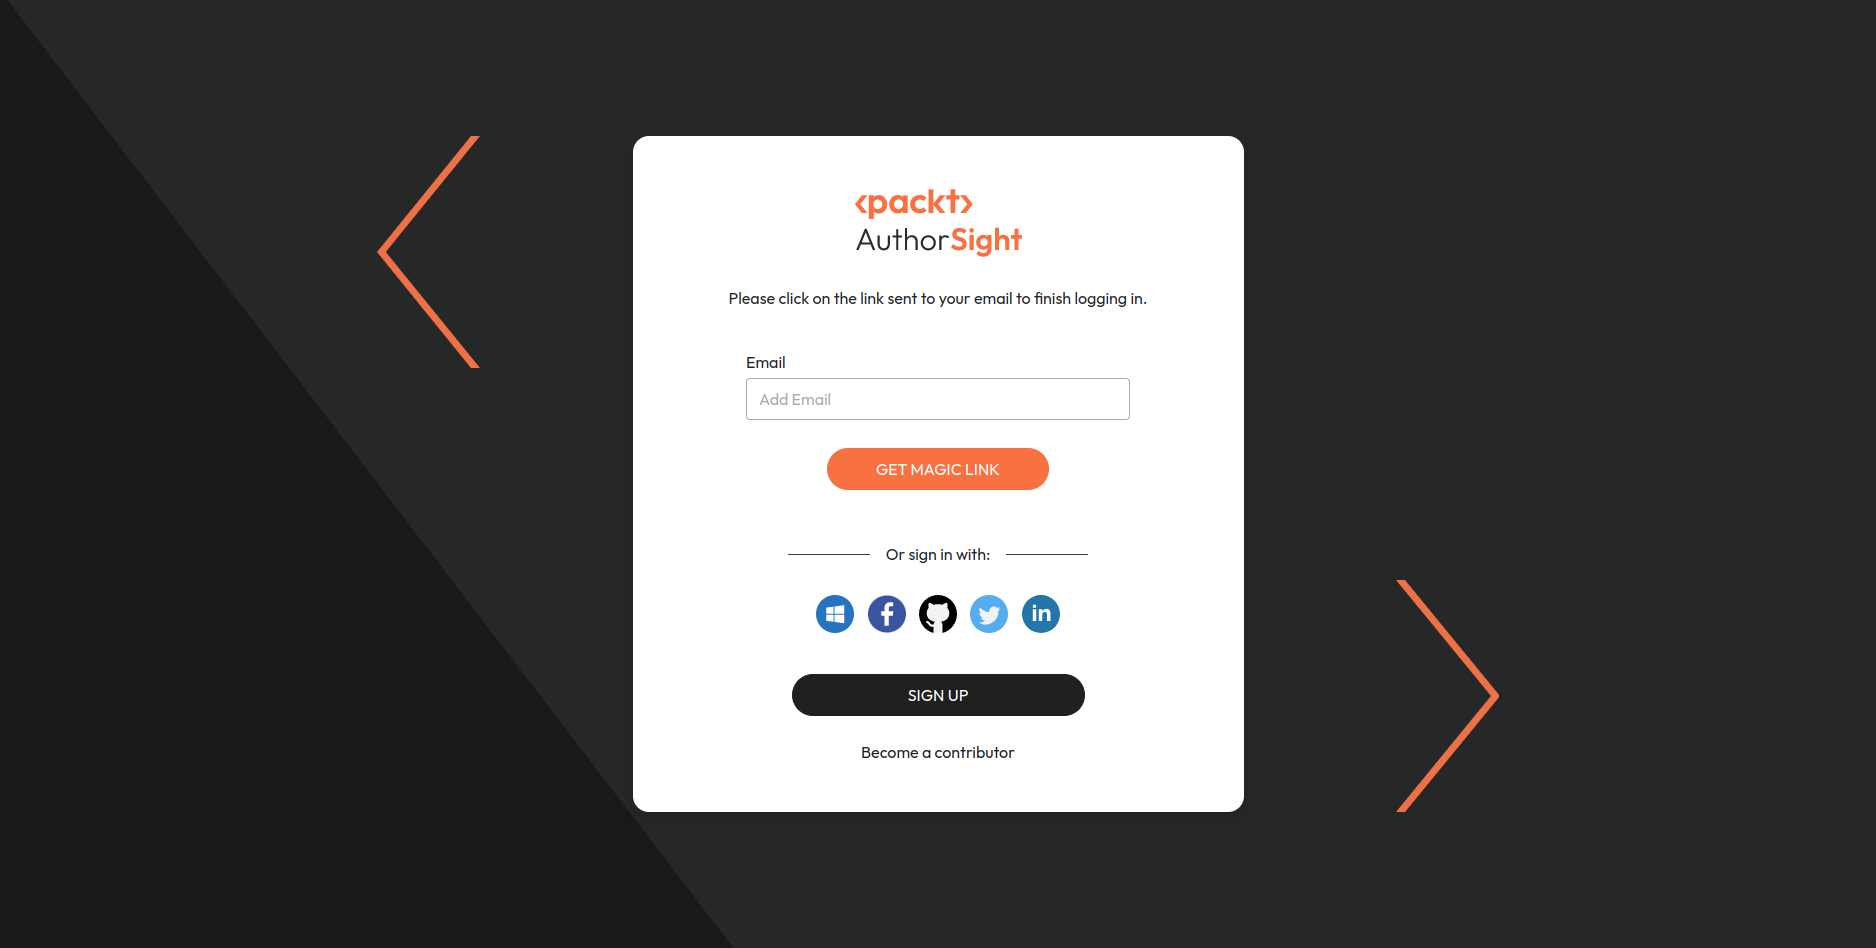 <packt>
AuthorSight
Please click on the link sent to your email to finish logging in.
Email
Add Email
GET MAGIC LINK
Or sign in with:
f
in
SIGN UP
Become a contributor